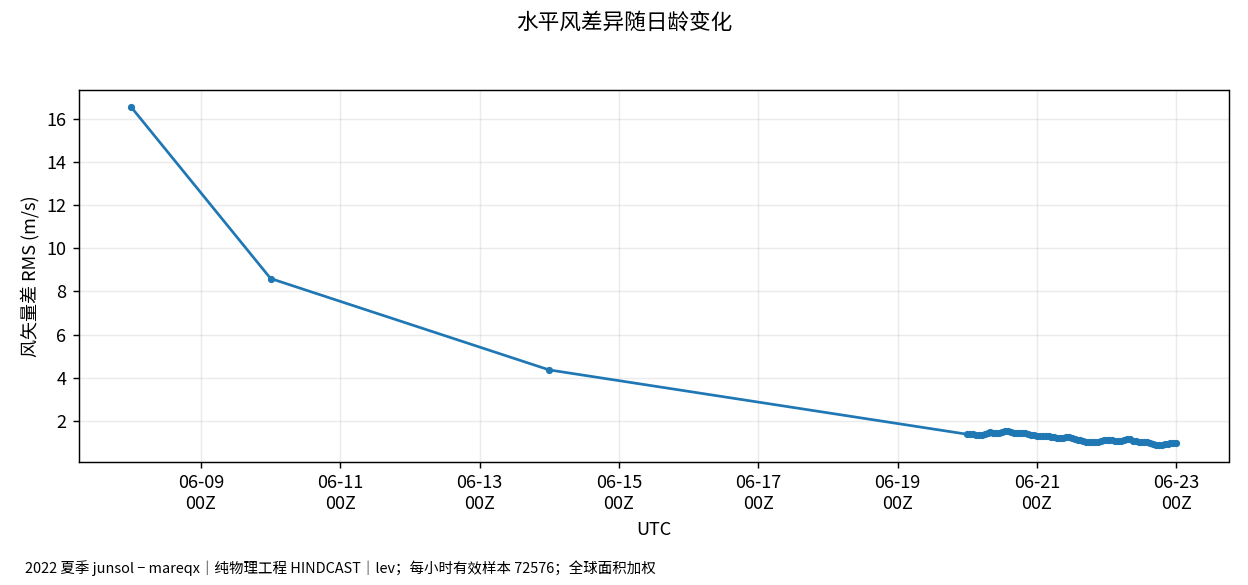 水平风差异随日龄变化
风矢量差 RMS (m/s)
16
14
12
10
8
6
4
2
06-09 06-11 06-13 06-15 06-17 06-19 06-21 06-23
00Z 00Z 00Z 00Z 00Z 00Z 00Z 00Z
UTC
2022 夏季 junsol − mareqx｜纯物理工程 HINDCAST｜lev；每小时有效样本 72576；全球面积加权